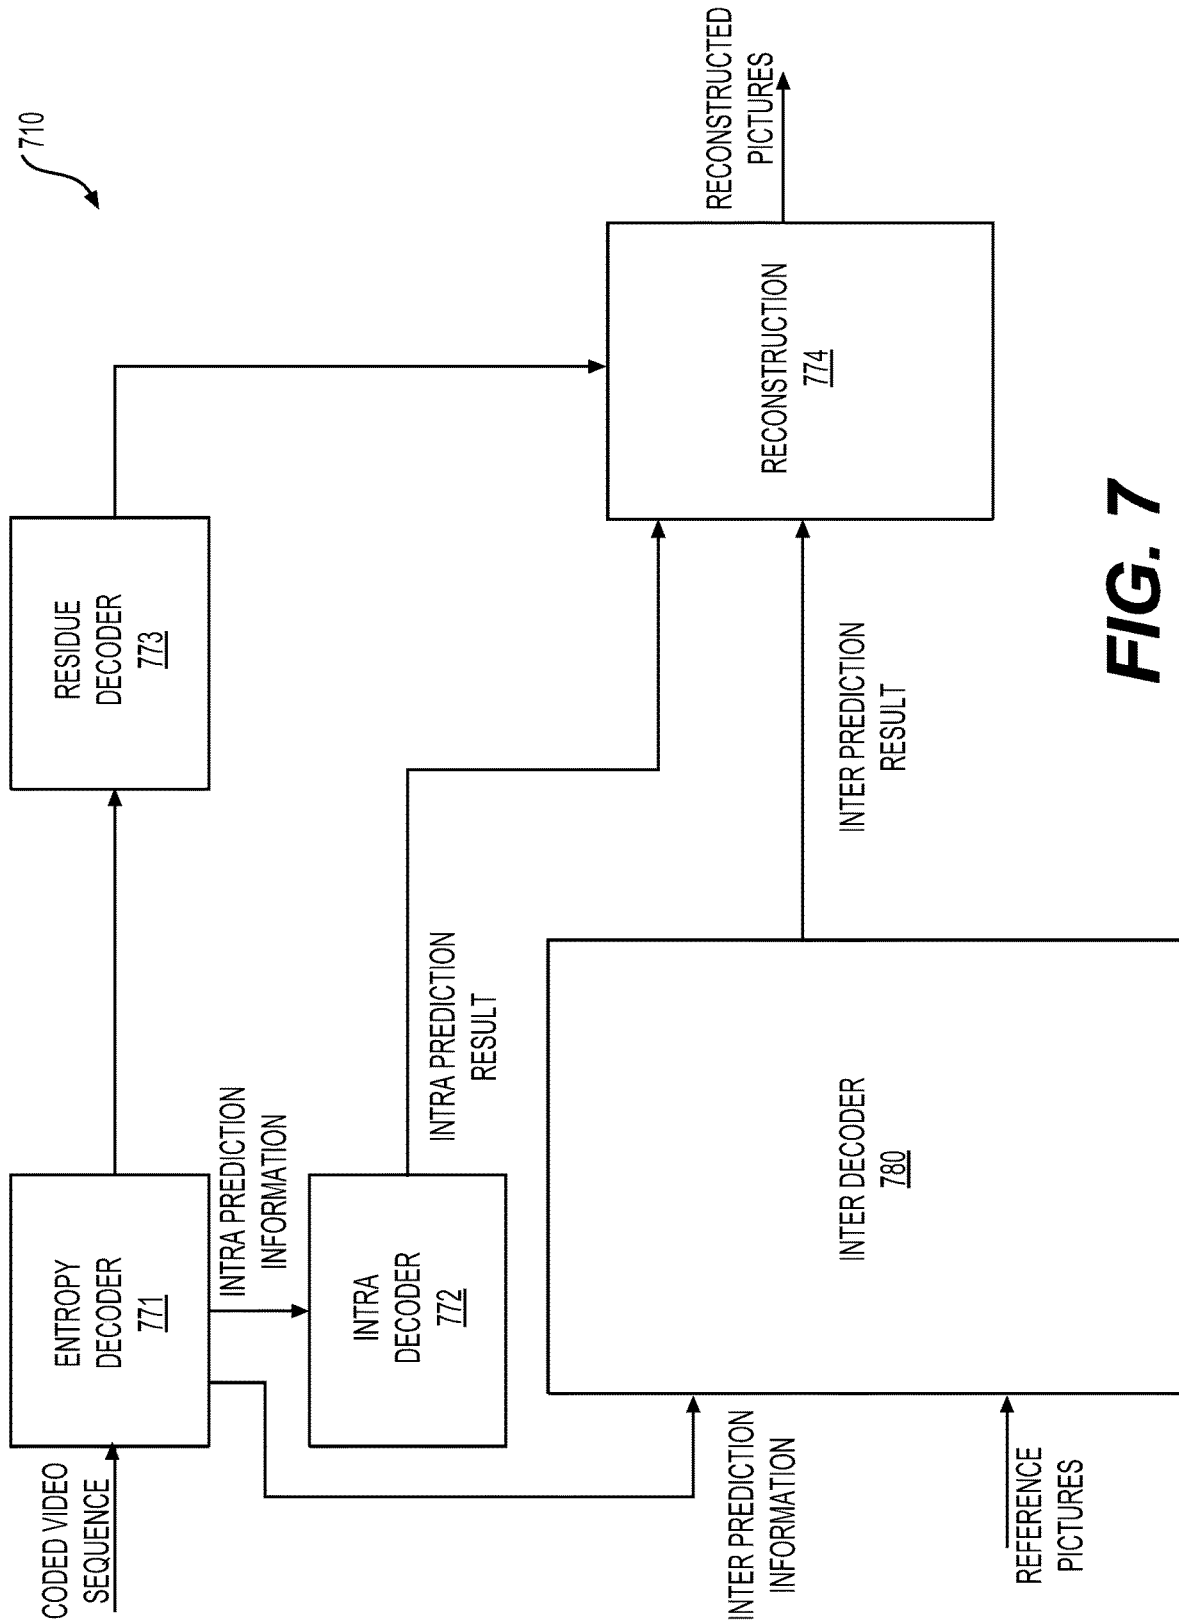 710
CODED VIDEO
SEQUENCE
ENTROPY
DECODER
771
RESIDUE
DECODER
773
INTRA PREDICTION
INFORMATION
INTRA
DECODER
772
INTRA PREDICTION
RESULT
RECONSTRUCTED
PICTURES
RECONSTRUCTION
774
INTER PREDICTION
INFORMATION
REFERENCE
PICTURES
INTER DECODER
780
INTER PREDICTION
RESULT
FIG. 7